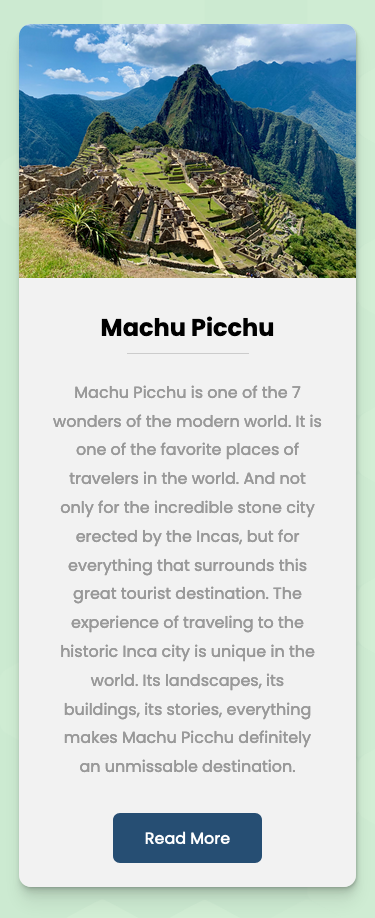 Machu Picchu
Machu Picchu is one of the 7
wonders of the modern world. It is
one of the favorite places of
travelers in the world. And not
only for the incredible stone city
erected by the Incas, but for
everything that surrounds this
great tourist destination. The
experience of traveling to the
historic Inca city is unique in the
world. Its landscapes, its
buildings, its stories, everything
makes Machu Picchu definitely
an unmissable destination.
Read More